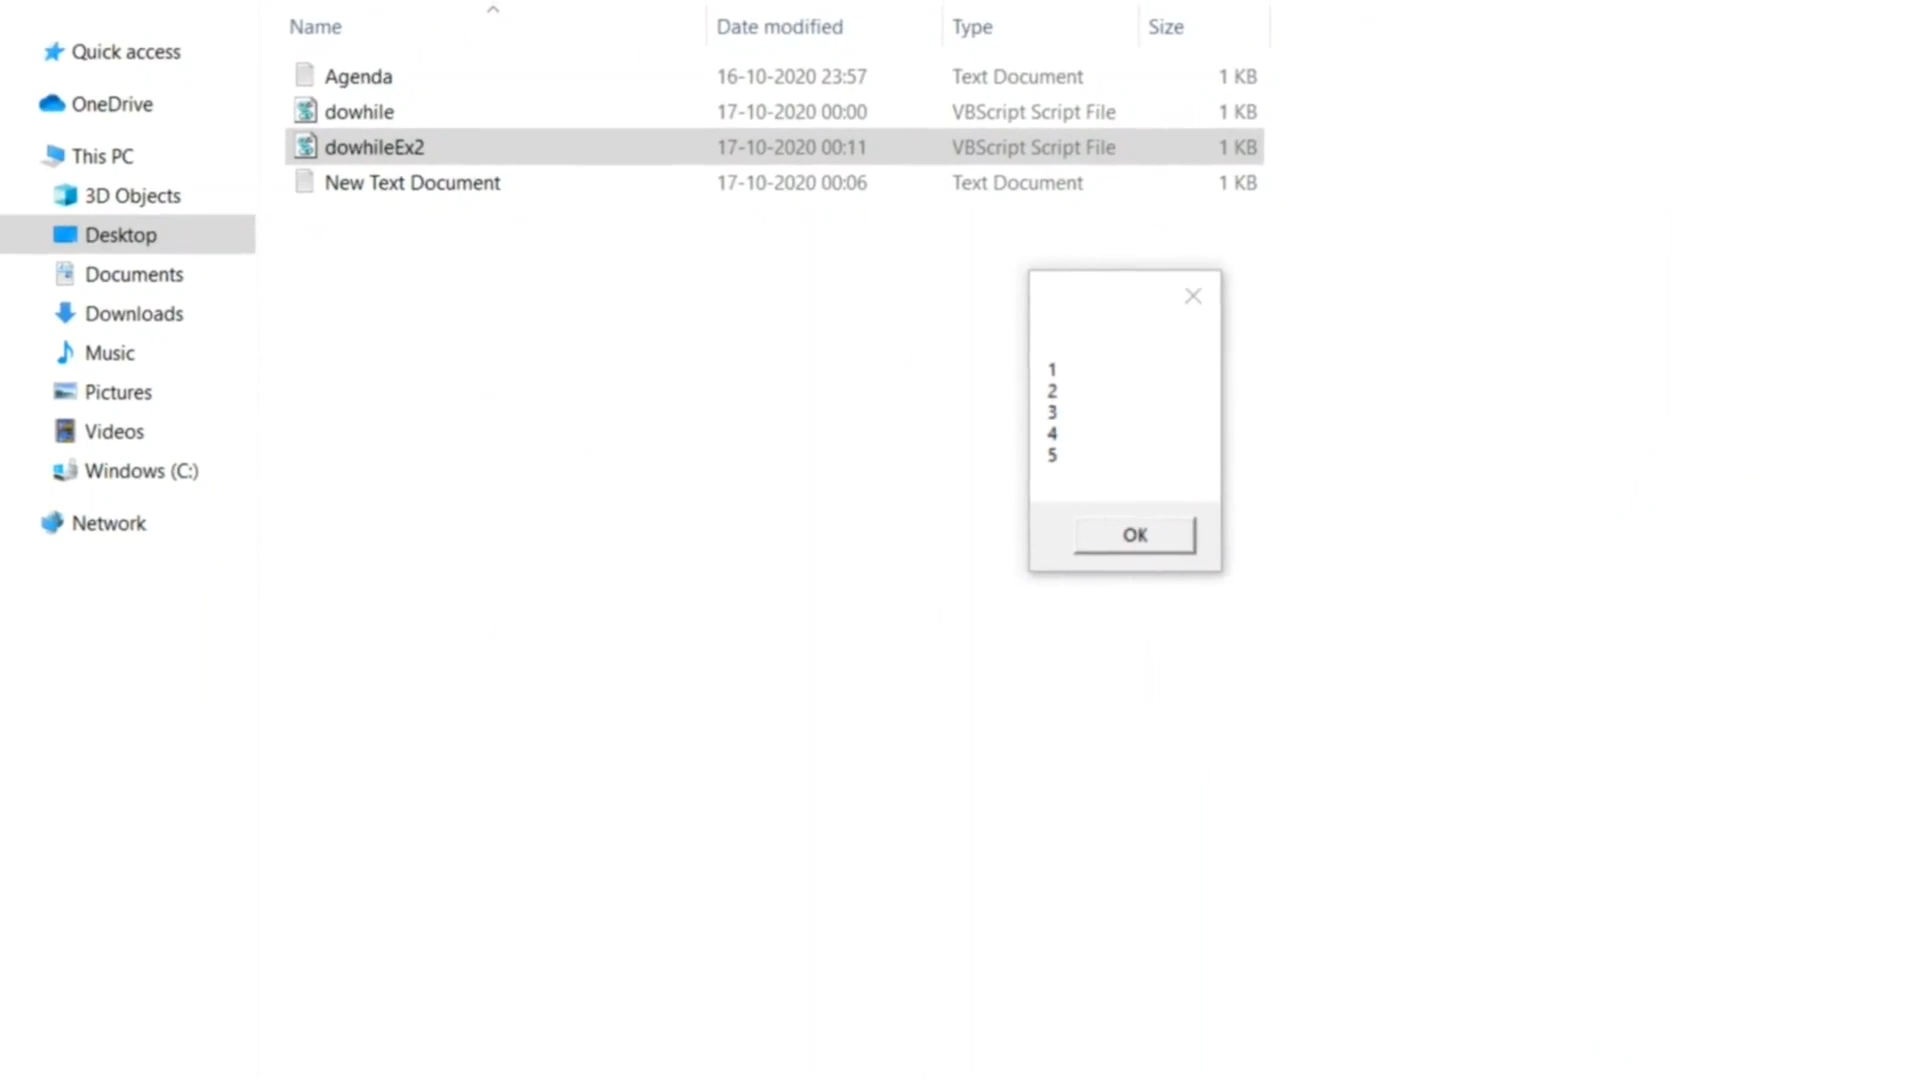 Name Date modified Type Size
Quick access
OneDrive
This PC
3D Objects
Desktop
Documents
Downloads
Music
Pictures
Videos
Windows (C:)
Network
Agenda 16-10-2020 23:57 Text Document 1 KB
dowhile 17-10-2020 00:00 VBScript Script File 1 KB
dowhileEx2 17-10-2020 00:11 VBScript Script File 1 KB
New Text Document 17-10-2020 00:06 Text Document 1 KB
1
2
3
4
5
OK